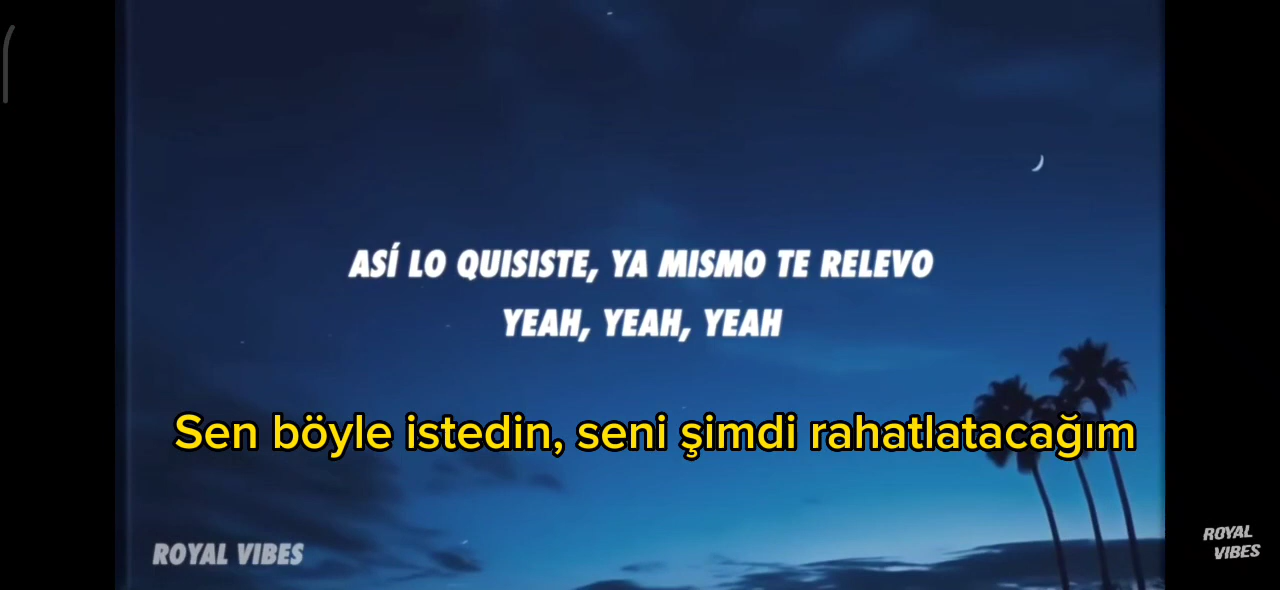 ASÍ LO QUISISTE, YA MISMO TE RELEVO
YEAH, YEAH, YEAH
Sen böyle istedin, seni şimdi rahatlatacağım
ROYAL VIBES
ROYAL
VIBES